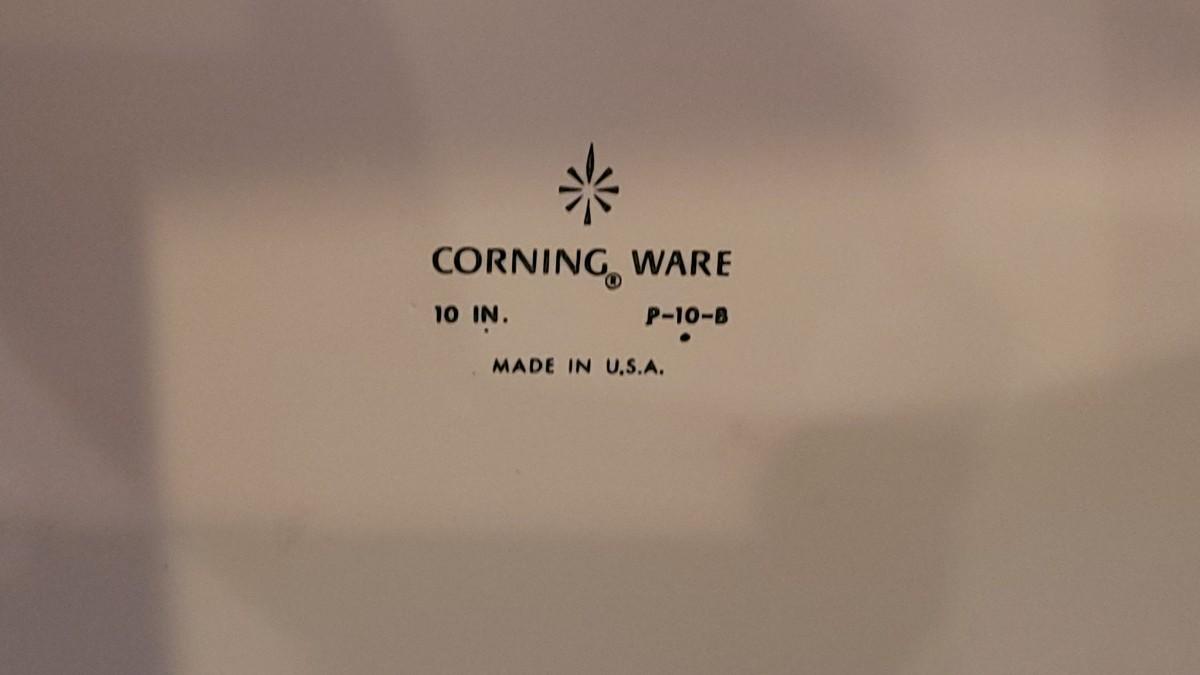 CORNING® WARE
10 IN. P-10-B
MADE IN U.S.A.